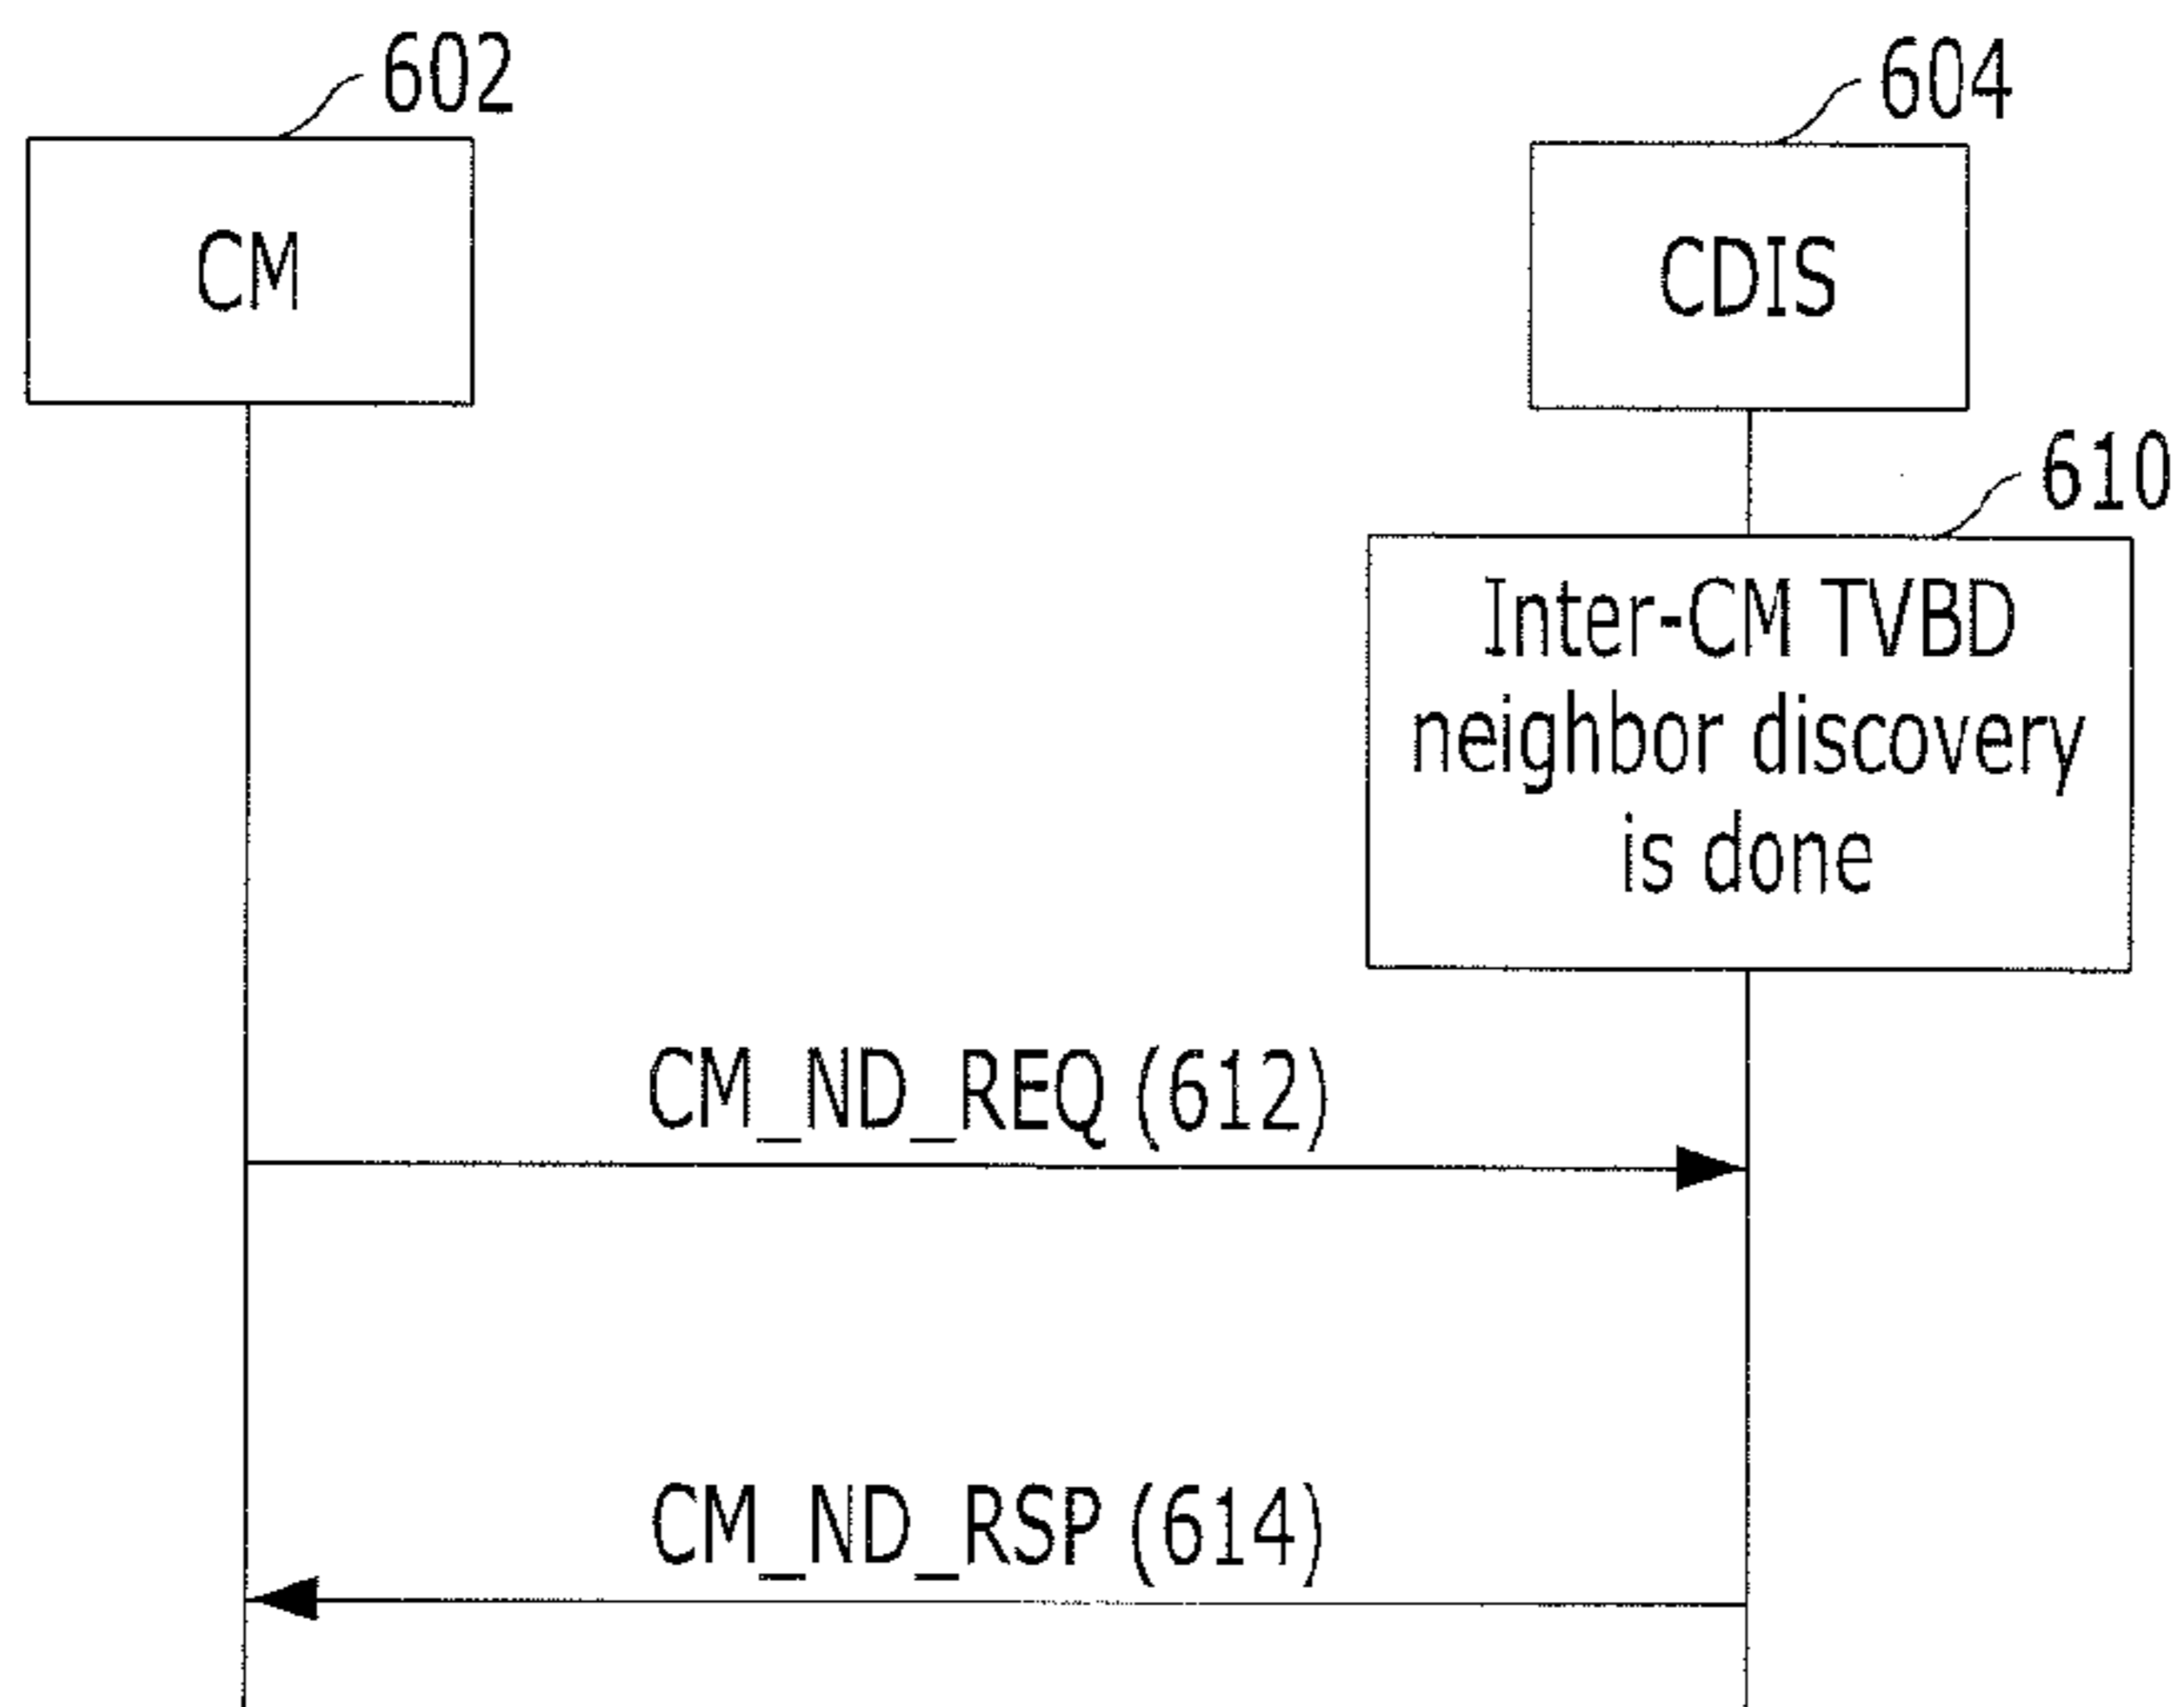 602
604
CM
CDIS
610
Inter-CM TVBD
neighbor discovery
is done
CM_ND_REQ (612)
CM_ND_RSP (614)